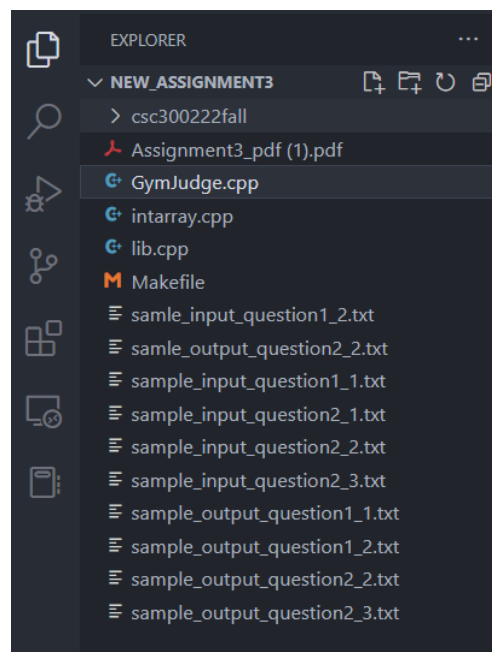 EXPLORER
NEW_ASSIGNMENT3
csc300222fall
Assignment3_pdf (1).pdf
GymJudge.cpp
intarray.cpp
lib.cpp
M Makefile
samle_input_question1_2.txt
samle_output_question2_2.txt
sample_input_question1_1.txt
sample_input_question2_1.txt
sample_input_question2_2.txt
sample_input_question2_3.txt
sample_output_question1_1.txt
sample_output_question1_2.txt
sample_output_question2_2.txt
sample_output_question2_3.txt